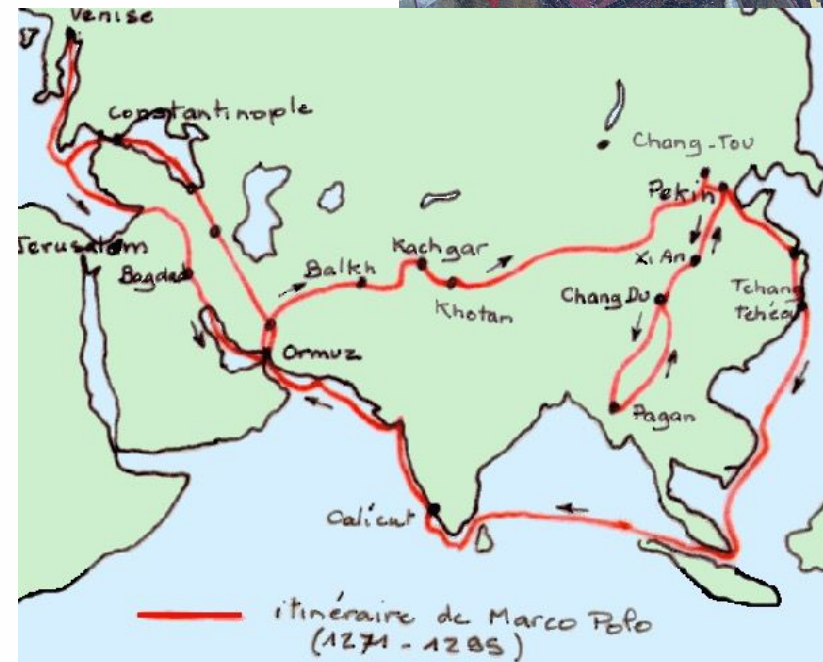 Venise
Constantinople
Chang-Tou
Pekin
Jerusalem
Kachgar
Xi An
Bagdad
Balkh
Khotan
Chang Du
Tchang
Tchéou
Ormuz
Pagan
Calicut
itinéraire de Marco Polo
(1271 - 1295)